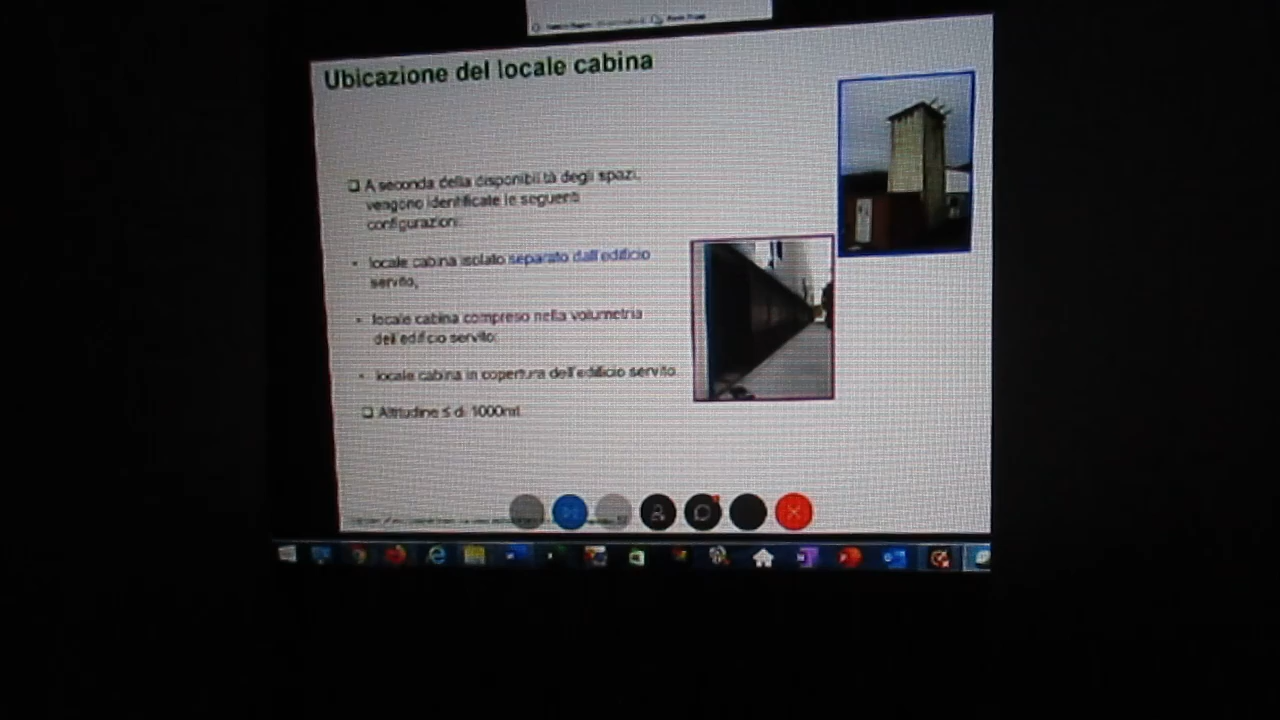 Ubicazione del locale cabina
❑ A seconda della disponibilità degli spazi,
vengono identificate le seguenti
configurazioni:
• locale cabina isolato separato dall'edificio
servito,
• locale cabina compreso nella volumetria
dell'edificio servito;
• locale cabina in copertura dell'edificio servito
❑ Altitudine ≤ di 1000mt